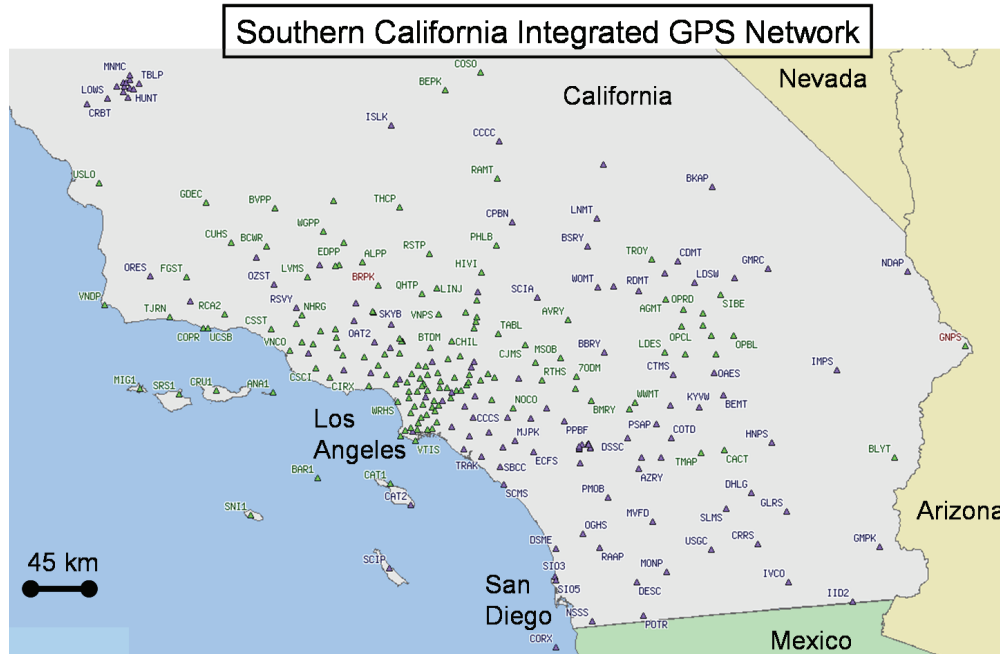 Southern California Integrated GPS Network
Nevada
California
COSO
MNMC
TBLP
BEPK
LOWS
HUNT
CRBT
ISLK
CCCC
USLO
RAMT
BKAP
GDEC
BVPP
THCP
CPBN
LNMT
WGPP
CUHS
BCWR
EDPP
ALPP
RSTP
PHLB
BSRY
TROY
CDMT
GMRC
NDAP
ORES
FGST
OZST
LVMS
BRPK
QHTP
LINJ
HIVI
SCIA
WOMT
RDMT
LDSW
VNDP
TJRN
RCA2
RSVY
NHRG
SKYB
VNPS
TABL
AVRY
AGMT
OPRD
SIBE
COPR
UCSB
CSST
VNCO
OAT2
BTDM
CHIL
CJMS
MSOB
BBRY
LDES
OPCL
OPBL
GNPS
MIG1
SRS1
CRU1
ANA1
CSCI
CIRX
RTHS
7ODM
CTMS
OAES
IMPS
WRHS
NOCO
BMRY
WWMT
KYVW
BEMT
Los
Angeles
VTIS
CCCS
MJPK
PPBF
DSSC
PSAP
COTD
HNPS
BLYT
BAR1
CAT1
CAT2
TRAK
SBCC
ECFS
SCMS
AZRY
TMAP
CACT
SNI1
PMOB
MVFD
DHLG
SLMS
GLRS
Arizona
45 km
SCIP
DSME
OGHS
RAAP
USGC
CRRS
GMPK
San
Diego
SIO3
SIO5
NSSS
MONP
DESC
IVCO
IID2
POTR
CORX
Mexico